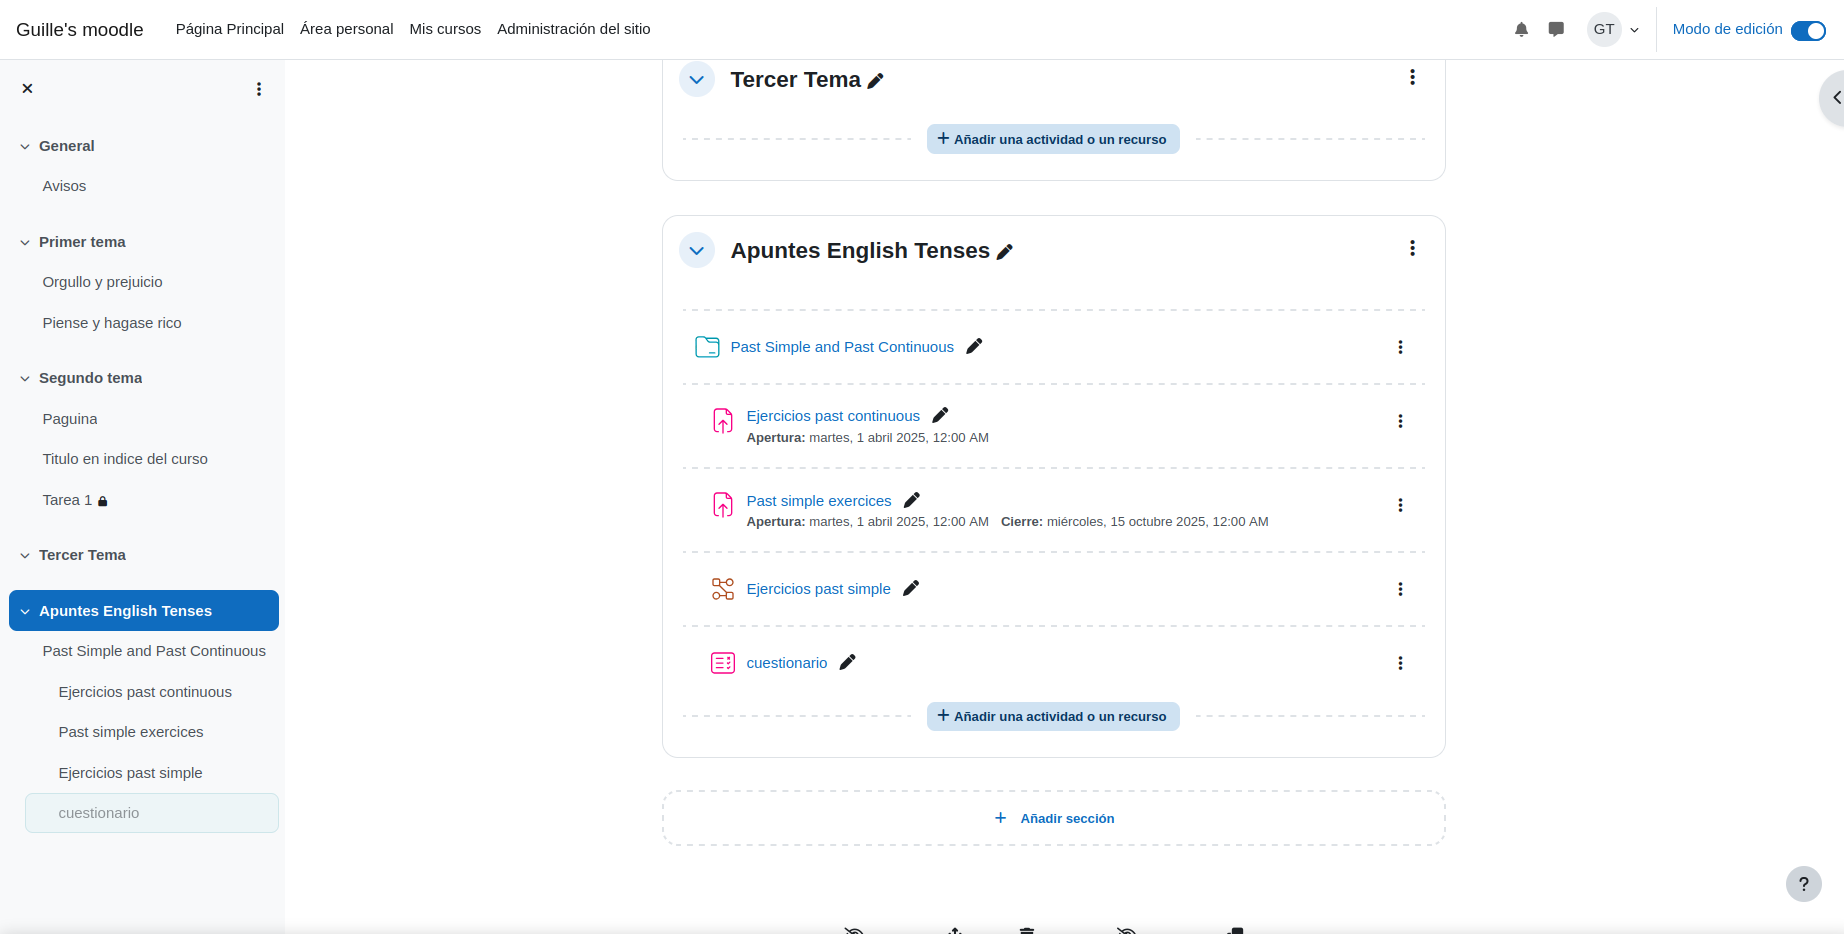 Guille's moodle
Página Principal
Área personal
Mis cursos
Administración del sitio
GT
Modo de edición
General
Avisos
Primer tema
Orgullo y prejuicio
Piense y hagase rico
Segundo tema
Paguina
Titulo en indice del curso
Tarea 1
Tercer Tema
Apuntes English Tenses
Past Simple and Past Continuous
Ejercicios past continuous
Past simple exercices
Ejercicios past simple
cuestionario
Tercer Tema
+ Añadir una actividad o un recurso
Apuntes English Tenses
Past Simple and Past Continuous
Ejercicios past continuous
Apertura: martes, 1 abril 2025, 12:00 AM
Past simple exercices
Apertura: martes, 1 abril 2025, 12:00 AM Cierre: miércoles, 15 octubre 2025, 12:00 AM
Ejercicios past simple
cuestionario
+ Añadir una actividad o un recurso
+ Añadir sección
?